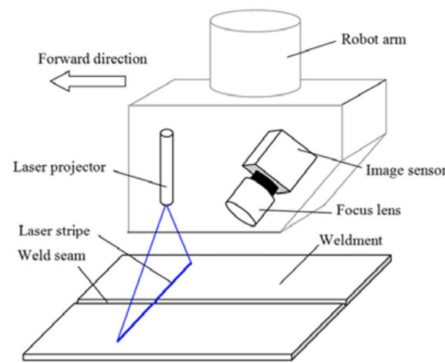 Robot arm
Forward direction
Laser projector
Image sensor
Focus lens
Laser stripe
Weldment
Weld seam